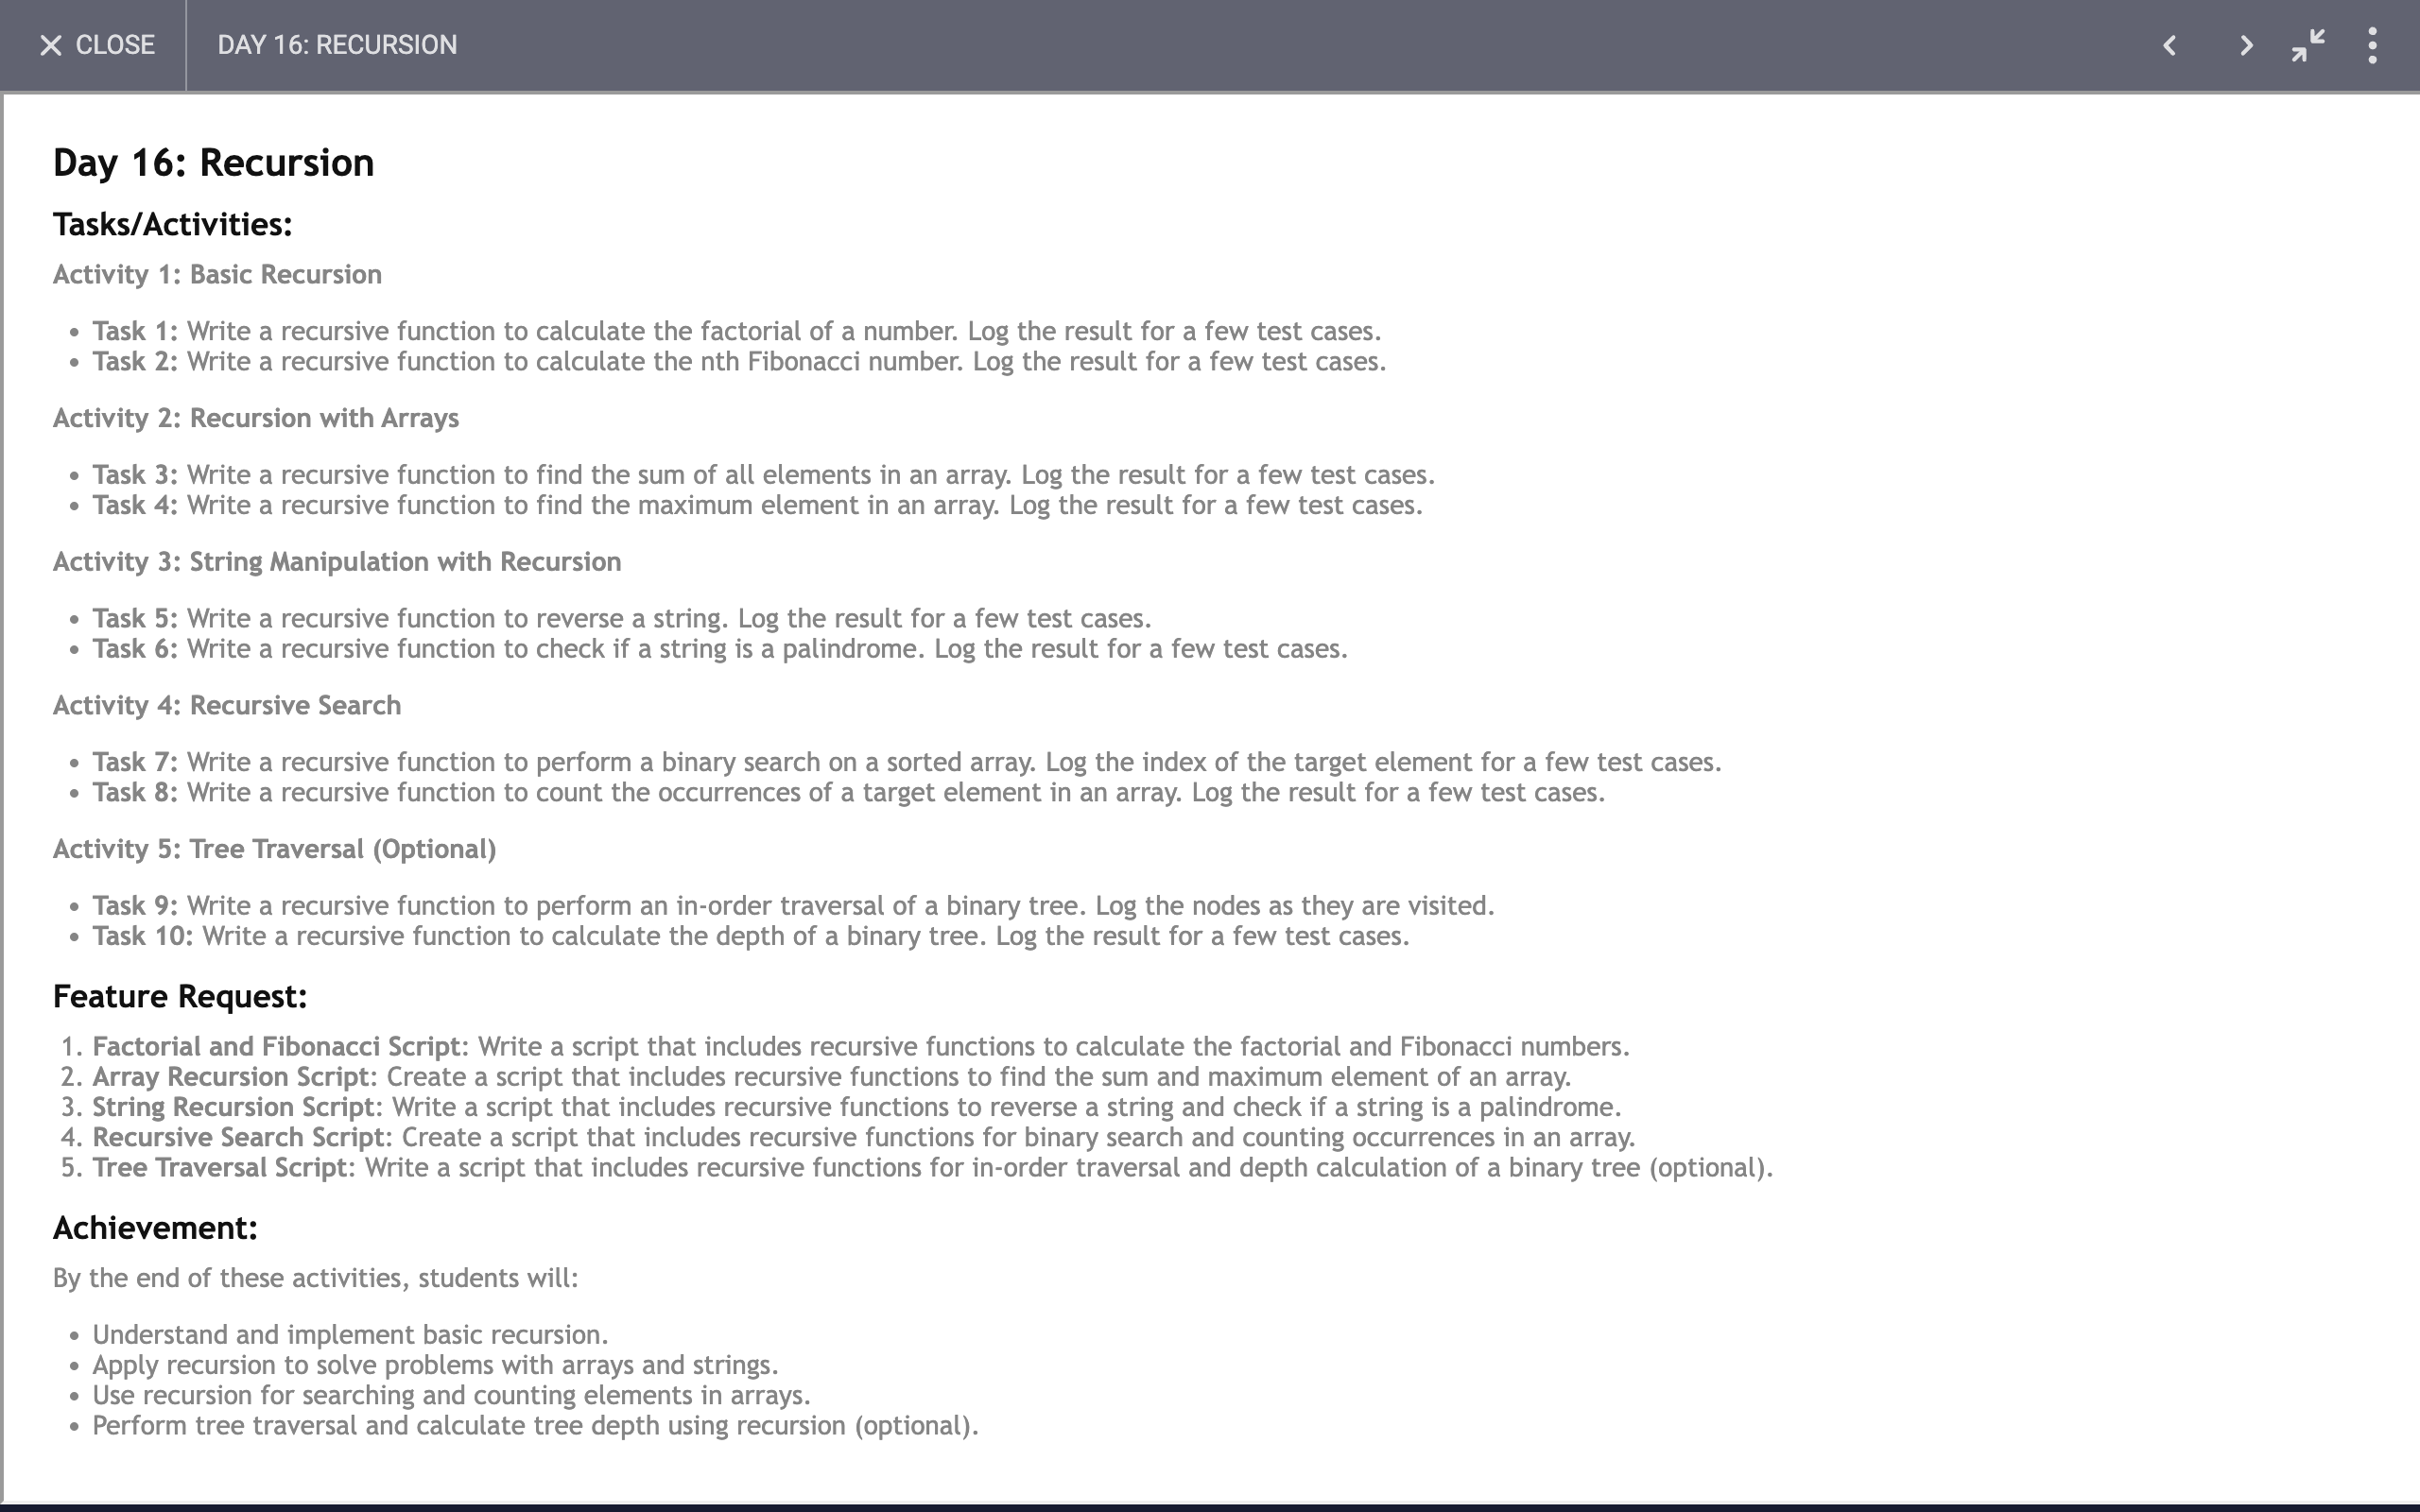 CLOSE
DAY 16: RECURSION
Day 16: Recursion
Tasks/Activities:
Activity 1: Basic Recursion
• Task 1: Write a recursive function to calculate the factorial of a number. Log the result for a few test cases.
• Task 2: Write a recursive function to calculate the nth Fibonacci number. Log the result for a few test cases.
Activity 2: Recursion with Arrays
• Task 3: Write a recursive function to find the sum of all elements in an array. Log the result for a few test cases.
• Task 4: Write a recursive function to find the maximum element in an array. Log the result for a few test cases.
Activity 3: String Manipulation with Recursion
• Task 5: Write a recursive function to reverse a string. Log the result for a few test cases.
• Task 6: Write a recursive function to check if a string is a palindrome. Log the result for a few test cases.
Activity 4: Recursive Search
• Task 7: Write a recursive function to perform a binary search on a sorted array. Log the index of the target element for a few test cases.
• Task 8: Write a recursive function to count the occurrences of a target element in an array. Log the result for a few test cases.
Activity 5: Tree Traversal (Optional)
• Task 9: Write a recursive function to perform an in-order traversal of a binary tree. Log the nodes as they are visited.
• Task 10: Write a recursive function to calculate the depth of a binary tree. Log the result for a few test cases.
Feature Request:
1. Factorial and Fibonacci Script: Write a script that includes recursive functions to calculate the factorial and Fibonacci numbers.
2. Array Recursion Script: Create a script that includes recursive functions to find the sum and maximum element of an array.
3. String Recursion Script: Write a script that includes recursive functions to reverse a string and check if a string is a palindrome.
4. Recursive Search Script: Create a script that includes recursive functions for binary search and counting occurrences in an array.
5. Tree Traversal Script: Write a script that includes recursive functions for in-order traversal and depth calculation of a binary tree (optional).
Achievement:
By the end of these activities, students will:
• Understand and implement basic recursion.
• Apply recursion to solve problems with arrays and strings.
• Use recursion for searching and counting elements in arrays.
• Perform tree traversal and calculate tree depth using recursion (optional).